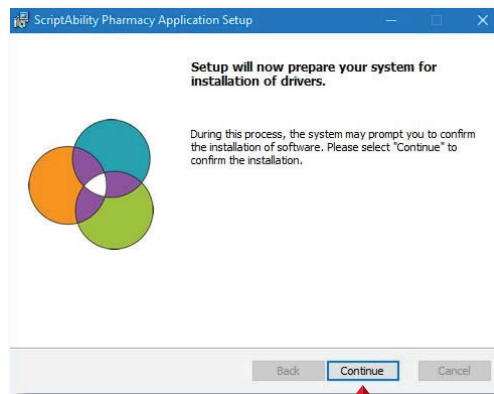 ScriptAbility Pharmacy Application Setup
Setup will now prepare your system for
installation of drivers.
During this process, the system may prompt you to confirm
the installation of software. Please select "Continue" to
confirm the installation.
Back Continue Cancel